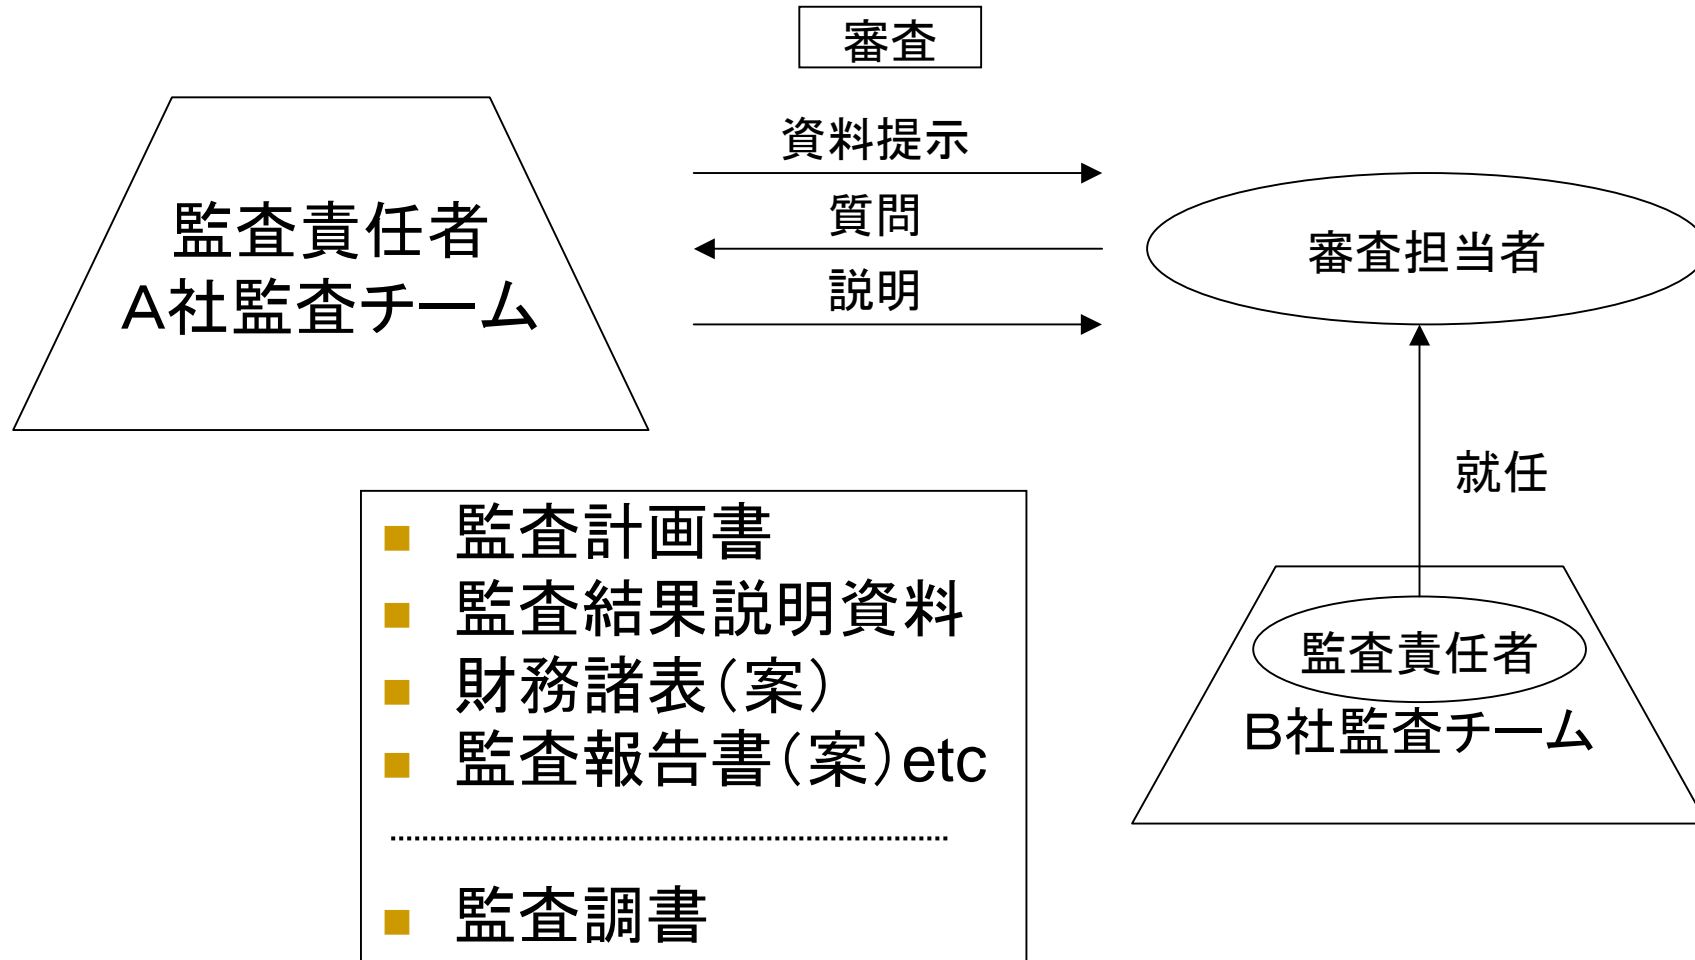 審査
資料提示
質問
説明
監査責任者
A社監査チーム
審査担当者
就任
監査計画書
監査結果説明資料
財務諸表（案）
監査報告書（案）etc
監査調書
監査責任者
B社監査チーム